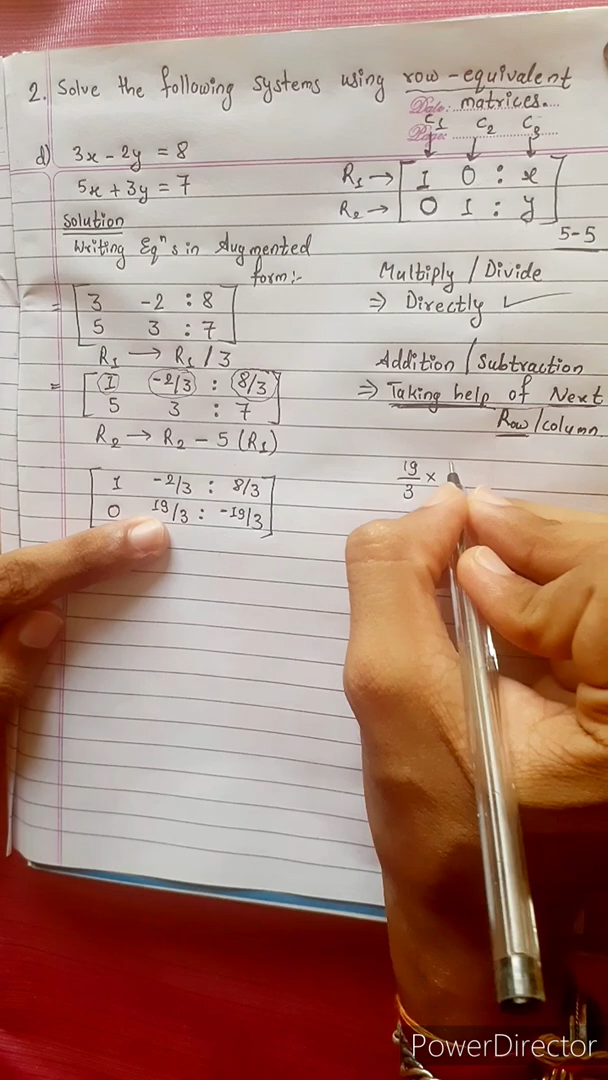 2. Solve the following systems using row-equivalent
matrices.
Date:
Page:
C1 C2 C3
d) 3x - 2y = 8
5x + 3y = 7
R1 → [ 1 0 : x ]
R2 → [ 0 1 : y ]
5-5
Solution
Writing Eqⁿs in Augmented
form:-
= [ 3 -2 : 8 ]
[ 5 3 : 7 ]
R1 → R1/3
= [ 1 -2/3 : 8/3 ]
[ 5 3 : 7 ]
R2 → R2 - 5(R1)
[ 1 -2/3 : 8/3 ]
[ 0 19/3 : -19/3 ]
Multiply / Divide
⇒ Directly ✓
Addition / Subtraction
⇒ Taking help of Next
Row/column
19/3 ×
PowerDirector